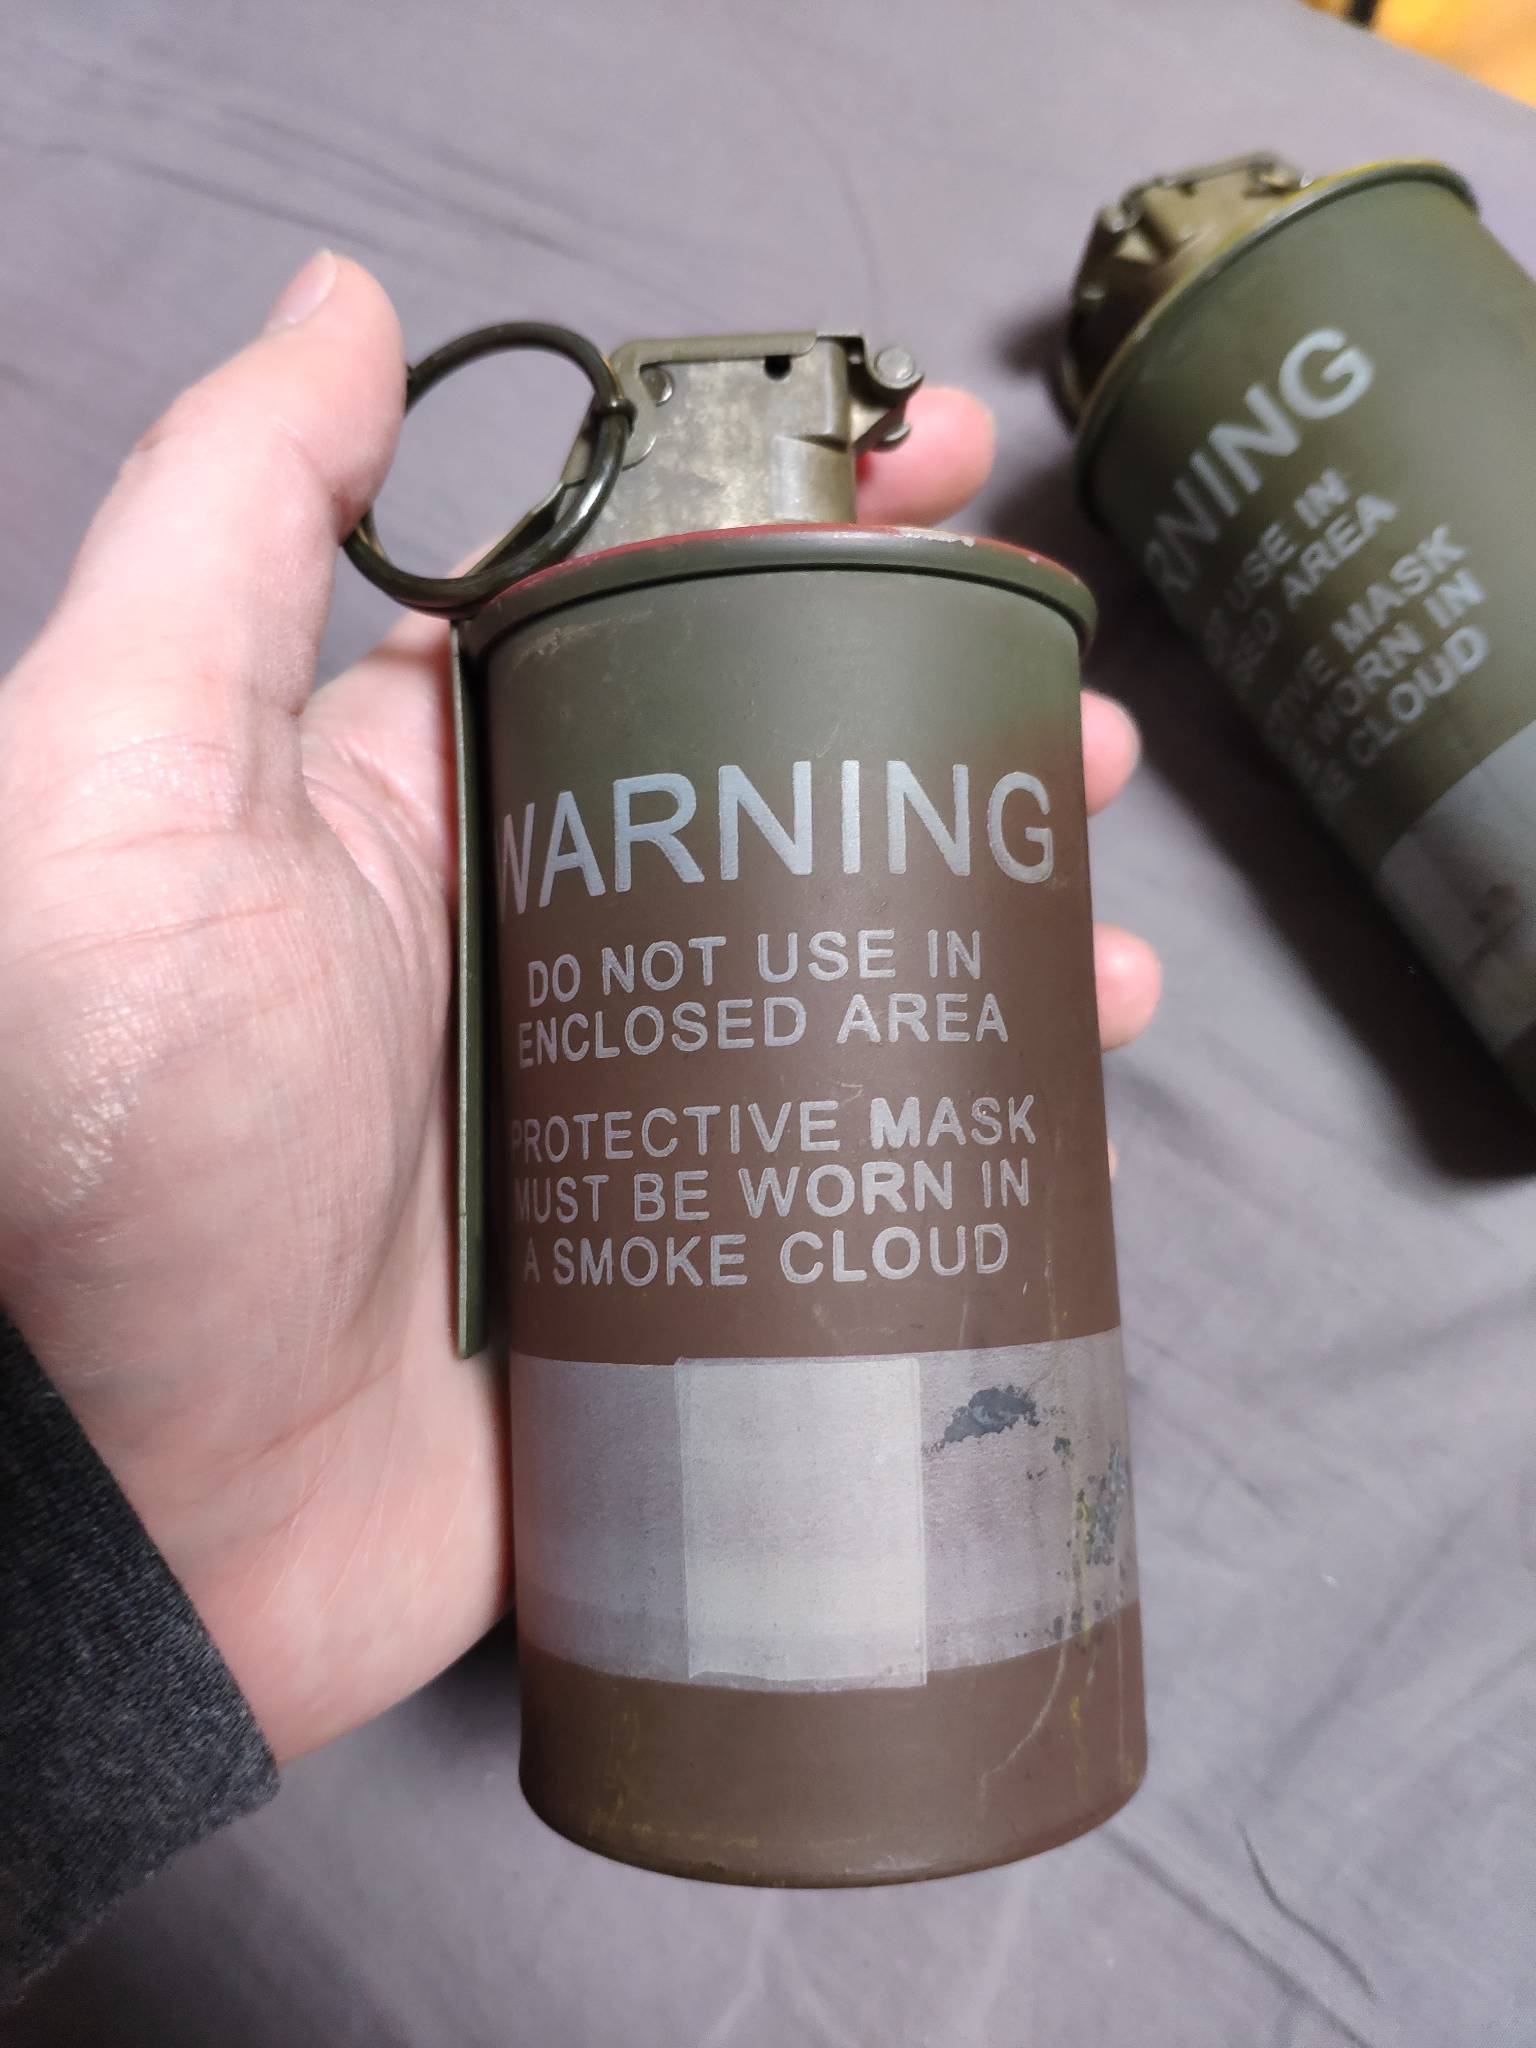 WARNING
DO NOT USE IN
ENCLOSED AREA
PROTECTIVE MASK
MUST BE WORN IN
A SMOKE CLOUD
RNING
USE IN
AREA
MASK
WORN IN
CLOUD